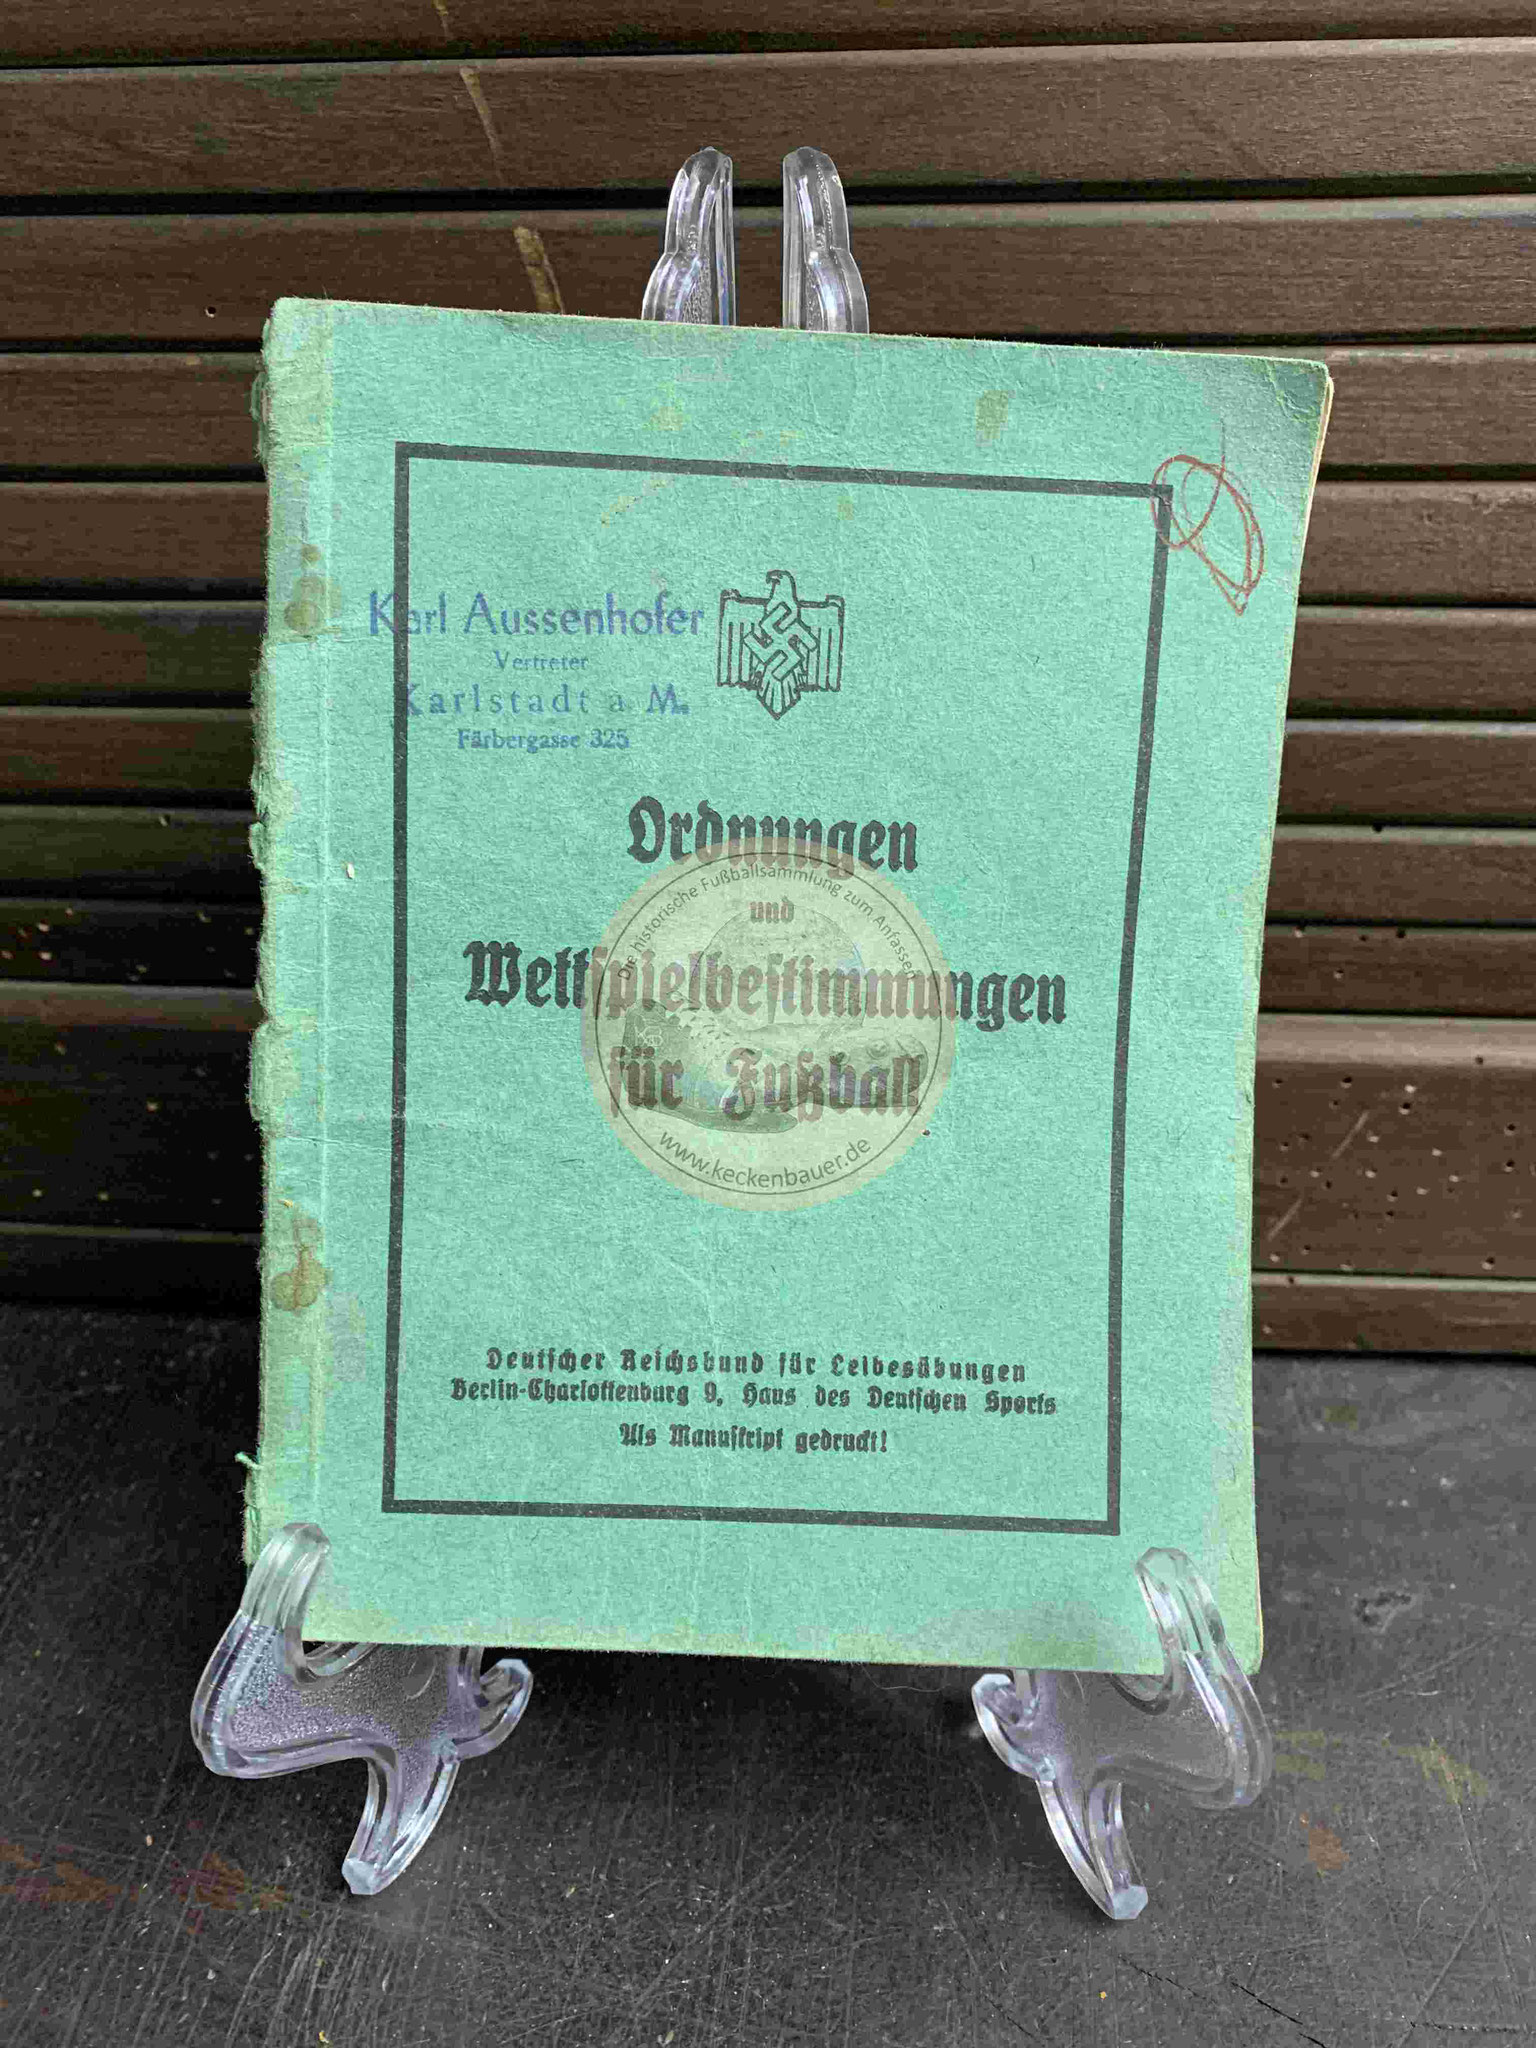 Karl Aussenhofer
Vertreter
Karlstadt a. M.
Färbergasse 325
Ordnungen
und
Wettspielbestimmungen
für Fußball
Die historische Fußballsammlung zum Anfassen
www.keckenbauer.de
Deutscher Reichsbund für Leibesübungen
Berlin-Charlottenburg 9, Haus des Deutschen Sports
Als Manuskript gedruckt!